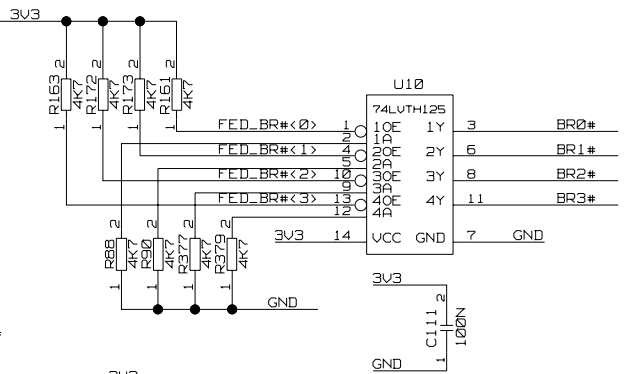 3V3
R163 4K7 1 2
R172 4K7 1 2
R173 4K7 1 2
R161 4K7 1 2
U10
74LVTH125
FED_BR#<0> 1 1OE 1Y 3 BR0#
2 1A
FED_BR#<1> 4 2OE 2Y 6 BR1#
5 2A
FED_BR#<2> 10 3OE 3Y 8 BR2#
9 3A
FED_BR#<3> 13 4OE 4Y 11 BR3#
12 4A
3V3 14 VCC GND 7 GND
R88 4K7 1 2
R90 4K7 1 2
R377 4K7 1 2
R379 4K7 1 2
GND
3V3
C111 100N 1 2
GND